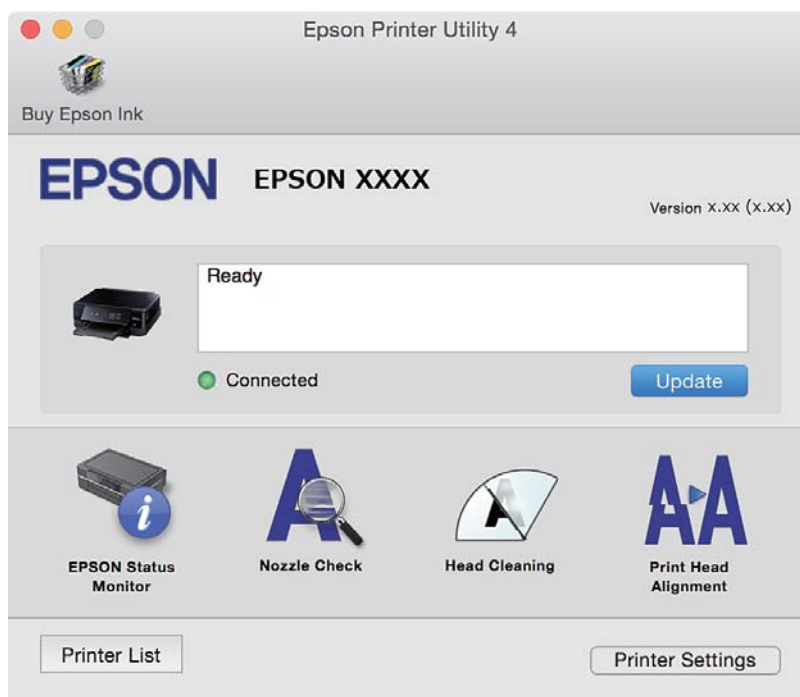 Epson Printer Utility 4
Buy Epson Ink
EPSON
EPSON XXXX
Version x.xx (x.xx)
Ready
Connected
Update
EPSON Status
Monitor
Nozzle Check
Head Cleaning
Print Head
Alignment
Printer List
Printer Settings